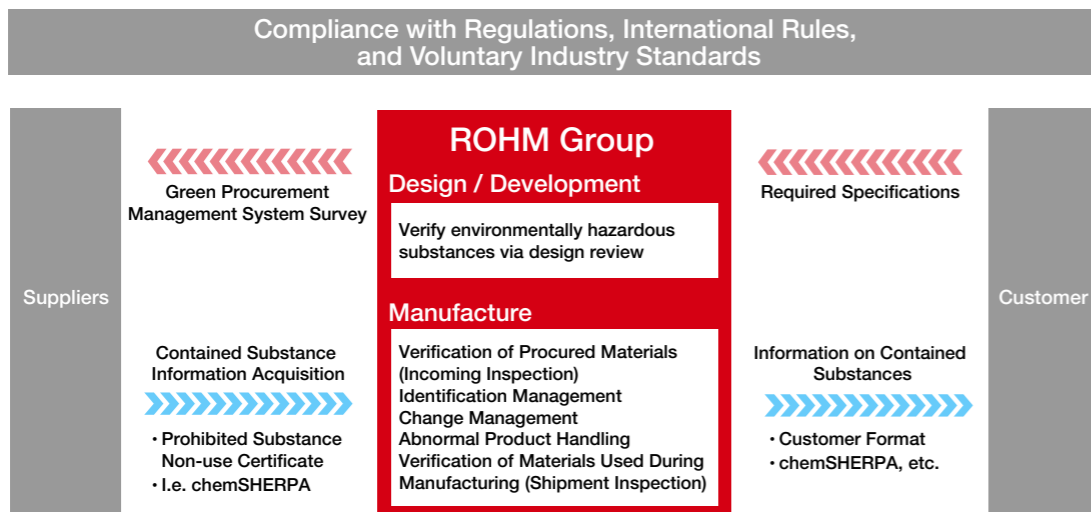 Compliance with Regulations, International Rules,
and Voluntary Industry Standards
Suppliers
Green Procurement
Management System Survey
Contained Substance
Information Acquisition
・Prohibited Substance
Non-use Certificate
・I.e. chemSHERPA
ROHM Group
Design / Development
Verify environmentally hazardous
substances via design review
Manufacture
Verification of Procured Materials
(Incoming Inspection)
Identification Management
Change Management
Abnormal Product Handling
Verification of Materials Used During
Manufacturing (Shipment Inspection)
Required Specifications
Information on Contained
Substances
・Customer Format
・chemSHERPA, etc.
Customer